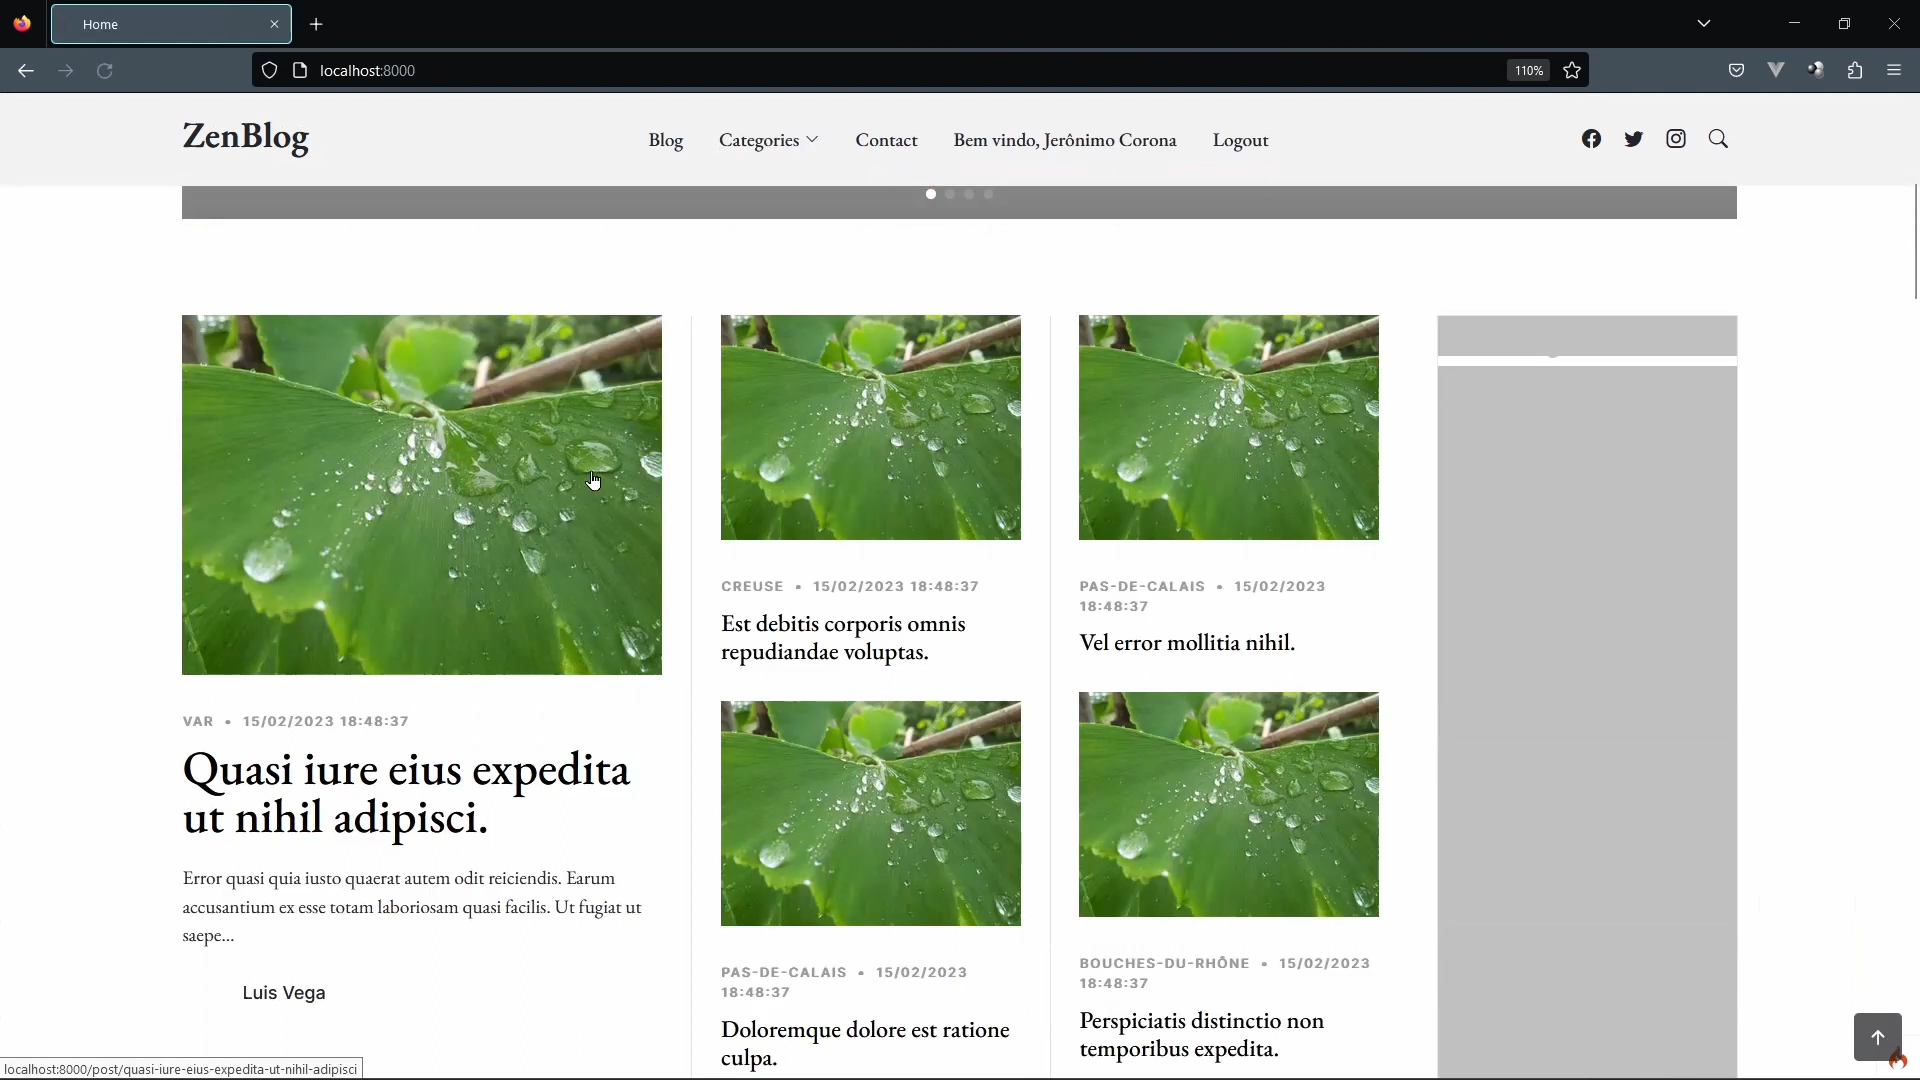 Home
localhost:8000
110%
ZenBlog
Blog
Categories
Contact
Bem vindo, Jerônimo Corona
Logout
VAR • 15/02/2023 18:48:37
Quasi iure eius expedita
ut nihil adipisci.
Error quasi quia iusto quaerat autem odit reiciendis. Earum
accusantium ex esse totam laboriosam quasi facilis. Ut fugiat ut
saepe...
Luis Vega
CREUSE • 15/02/2023 18:48:37
Est debitis corporis omnis
repudiandae voluptas.
PAS-DE-CALAIS • 15/02/2023
18:48:37
Doloremque dolore est ratione
culpa.
PAS-DE-CALAIS • 15/02/2023
18:48:37
Vel error mollitia nihil.
BOUCHES-DU-RHÔNE • 15/02/2023
18:48:37
Perspiciatis distinctio non
temporibus expedita.
localhost:8000/post/quasi-iure-eius-expedita-ut-nihil-adipisci